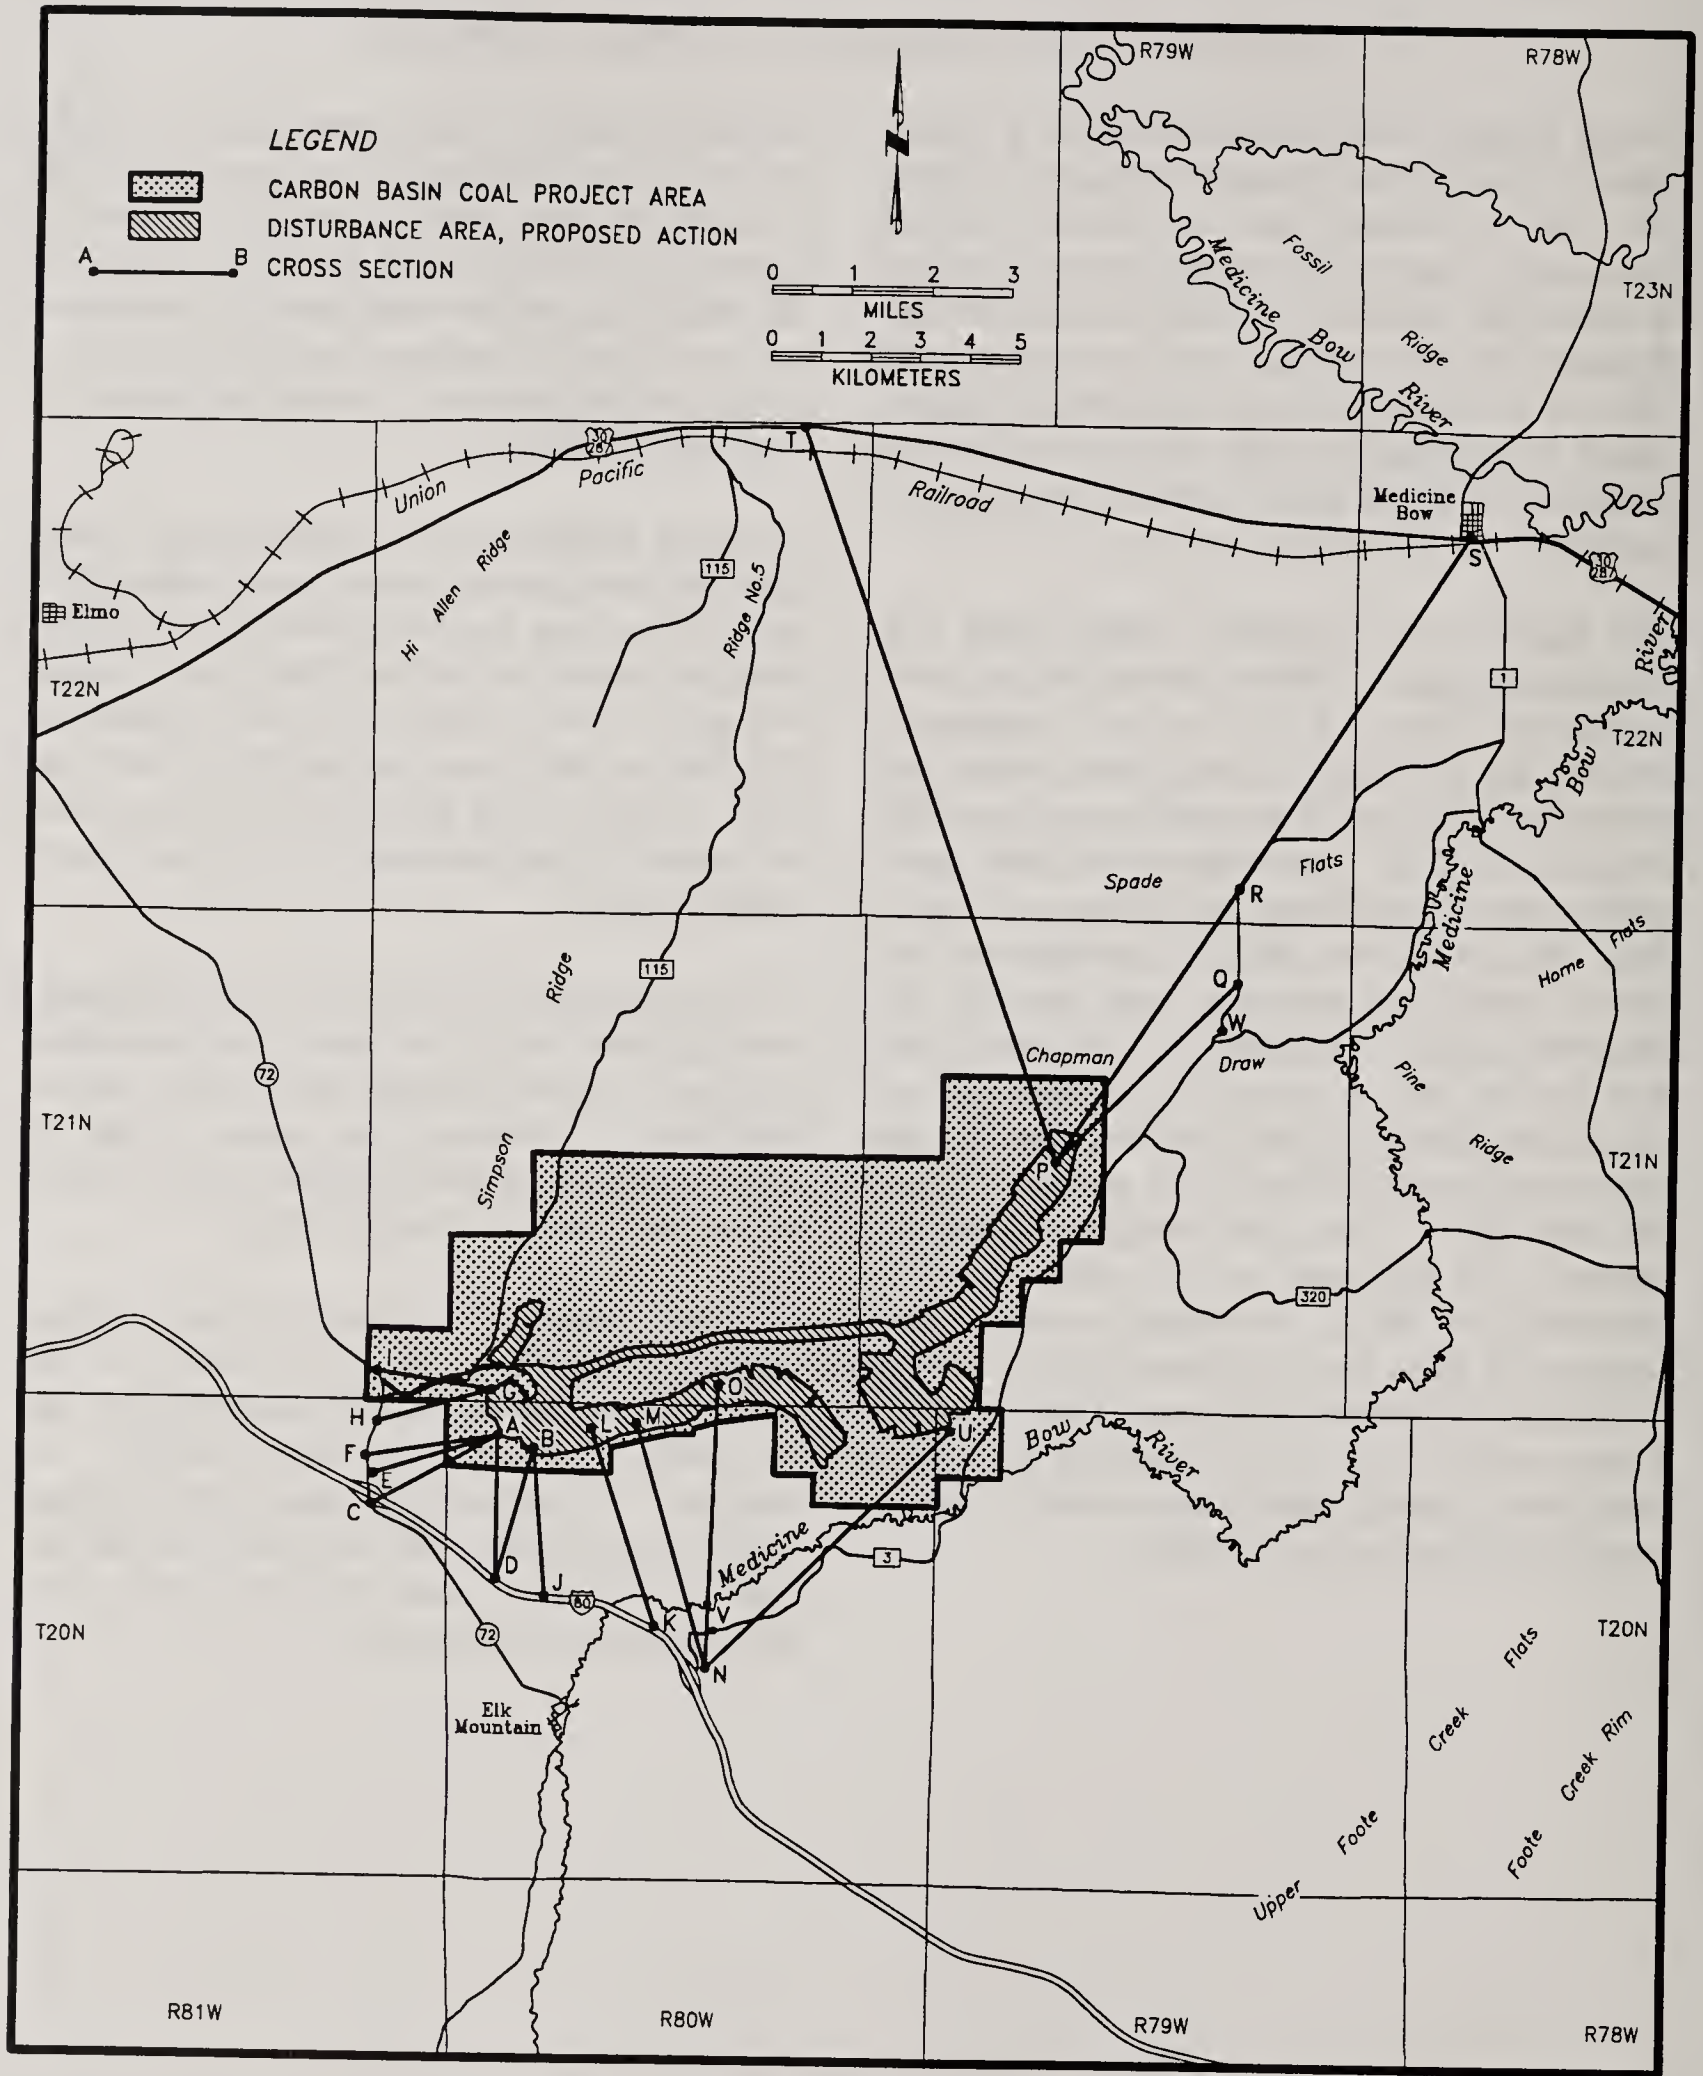 R79W
R78W
LEGEND
CARBON BASIN COAL PROJECT AREA
DISTURBANCE AREA, PROPOSED ACTION
A B CROSS SECTION
N
0 1 2 3
MILES
0 1 2 3 4 5
KILOMETERS
Medicine Bow River
Fossil Ridge
T23N
30
287
T
Union Pacific Railroad
Medicine
Bow
S
30
287
Hi Allen Ridge
115
Ridge No.5
Elmo
T22N
1
River
T22N
Bow
Medicine
Spade Flats
R
Simpson Ridge
115
Q
W
Home Flats
72
Chapman Draw
Pine Ridge
T21N
T21N
P
320
I
G
O
H
A
L
M
F
B
U
E
C
Medicine Bow River
D
J
80
3
K
V
N
T20N
72
T20N
Elk
Mountain
Upper Foote Creek Flats
Foote Creek Rim
R81W
R80W
R79W
R78W